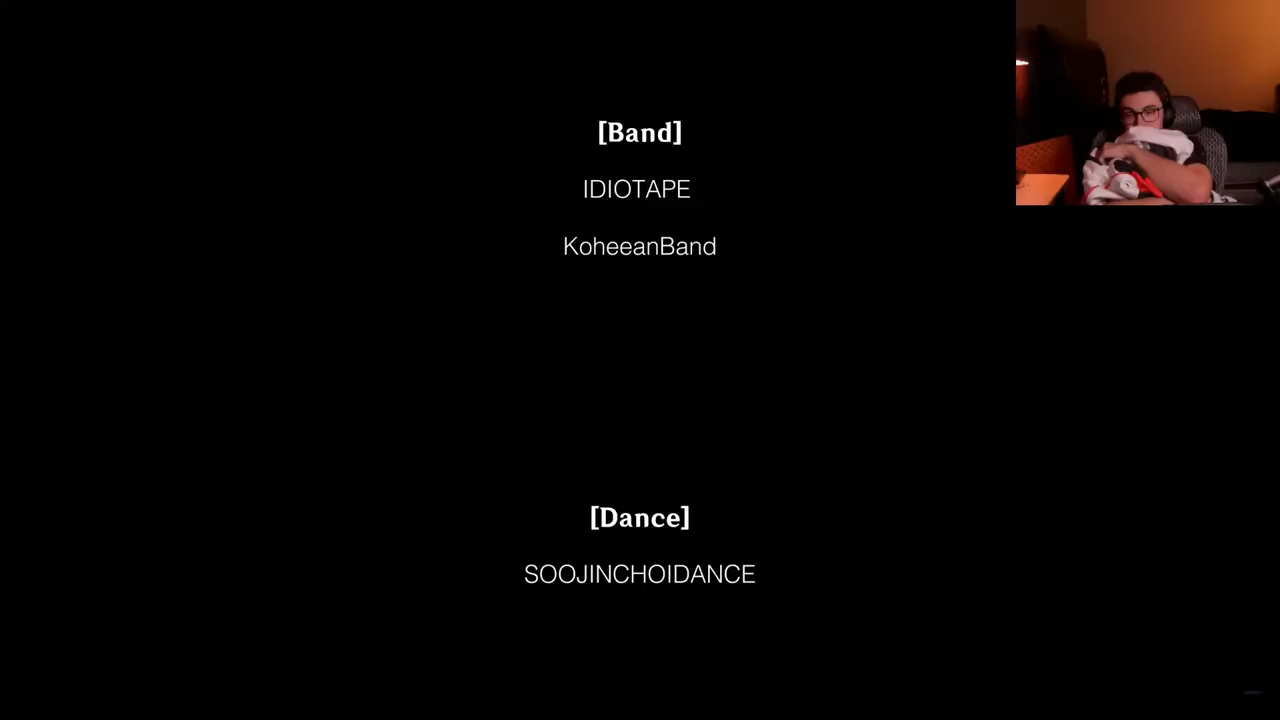 [Band]
IDIOTAPE
KoheeanBand
[Dance]
SOOJINCHOIDANCE